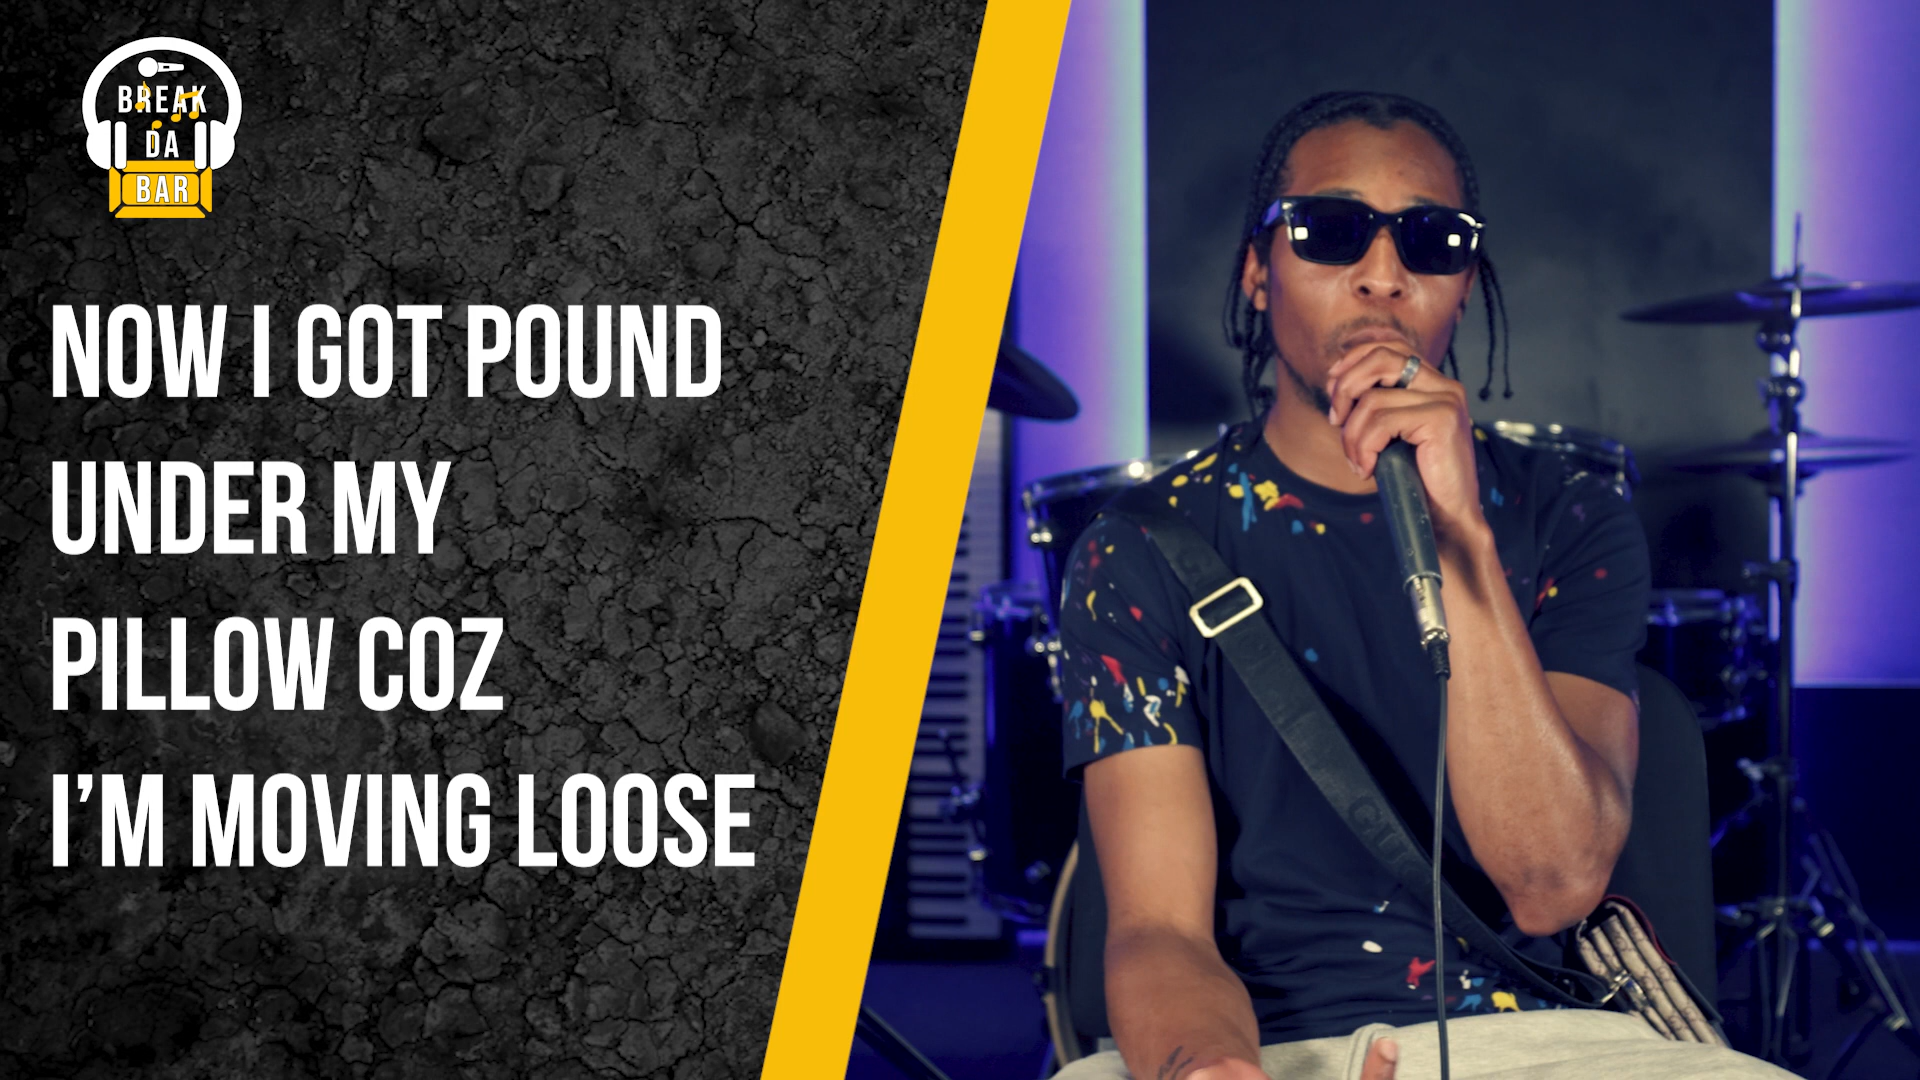 BREAK
DA
BAR
NOW I GOT POUND
UNDER MY
PILLOW COZ
I'M MOVING LOOSE